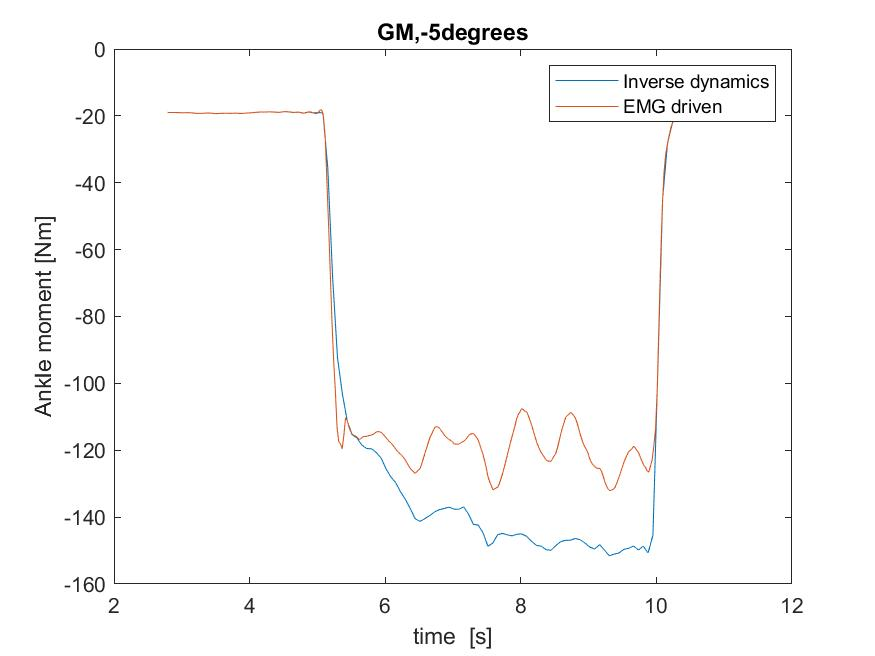 GM,-5degrees
Inverse dynamics
EMG driven
0
-20
-40
-60
-80
-100
-120
-140
-160
Ankle moment [Nm]
2 4 6 8 10 12
time [s]